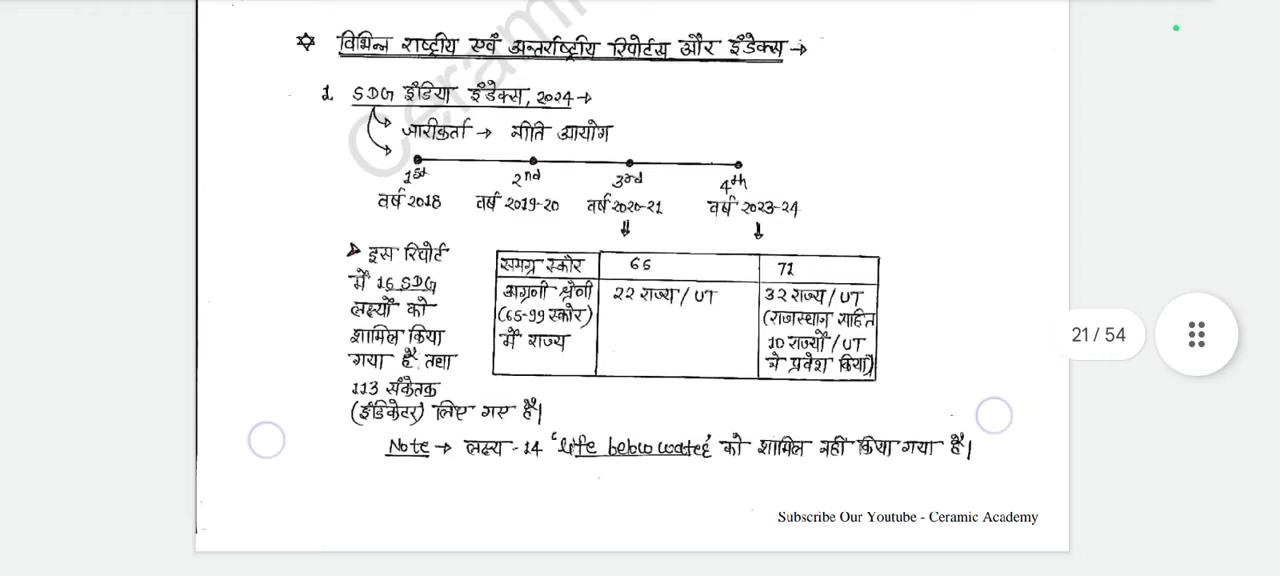 ☆ विभिन्न राष्ट्रीय एवं अन्तर्राष्ट्रीय रिपोर्टस और इंडेक्स →
1. SDG इंडिया इंडेक्स, 2024 →
जारीकर्ता → नीति आयोग
1st 2nd 3rd 4th
वर्ष 2018 वर्ष 2019-20 वर्ष 2020-21 वर्ष 2023-24
➤ इस रिपोर्ट
में 16 SDG
लक्ष्यों को
शामिल किया
गया है तथा
113 संकेतक
(इंडिकेटर) लिए गए है।
समग्र स्कोर 66 71
अग्रणी श्रेणी 22 राज्य / UT 32 राज्य / UT
(65-99 स्कोर) (राजस्थान सहित
में राज्य 10 राज्यों / UT
ने प्रवेश किया)
Note → लक्ष्य - 14 'life below water' को शामिल नहीं किया गया है।
Subscribe Our Youtube - Ceramic Academy
21 / 54
Cerami